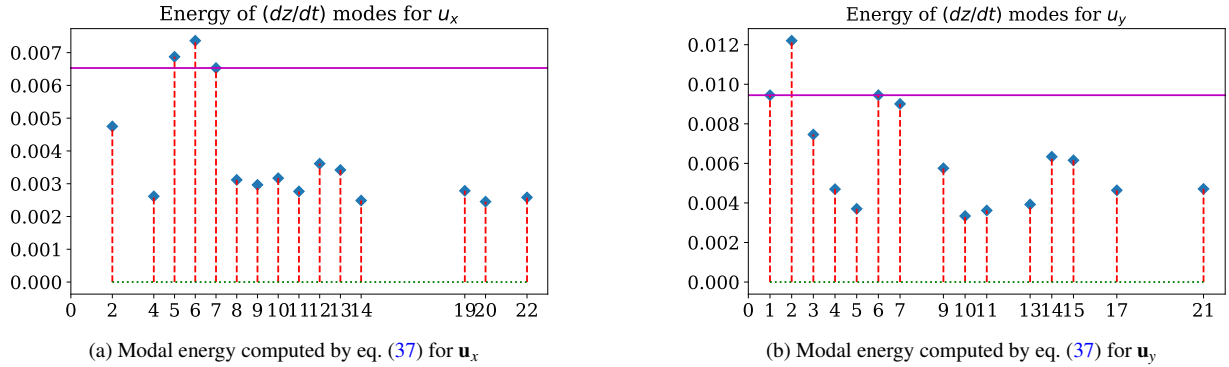 Energy of (dz/dt) modes for u_x
0.007
0.006
0.005
0.004
0.003
0.002
0.001
0.000
0 2 4 5 6 7 8 9 10 11 12 13 14 19 20 22
(a) Modal energy computed by eq. (37) for u_x
Energy of (dz/dt) modes for u_y
0.012
0.010
0.008
0.006
0.004
0.002
0.000
0 1 2 3 4 5 6 7 9 10 11 13 14 15 17 21
(b) Modal energy computed by eq. (37) for u_y